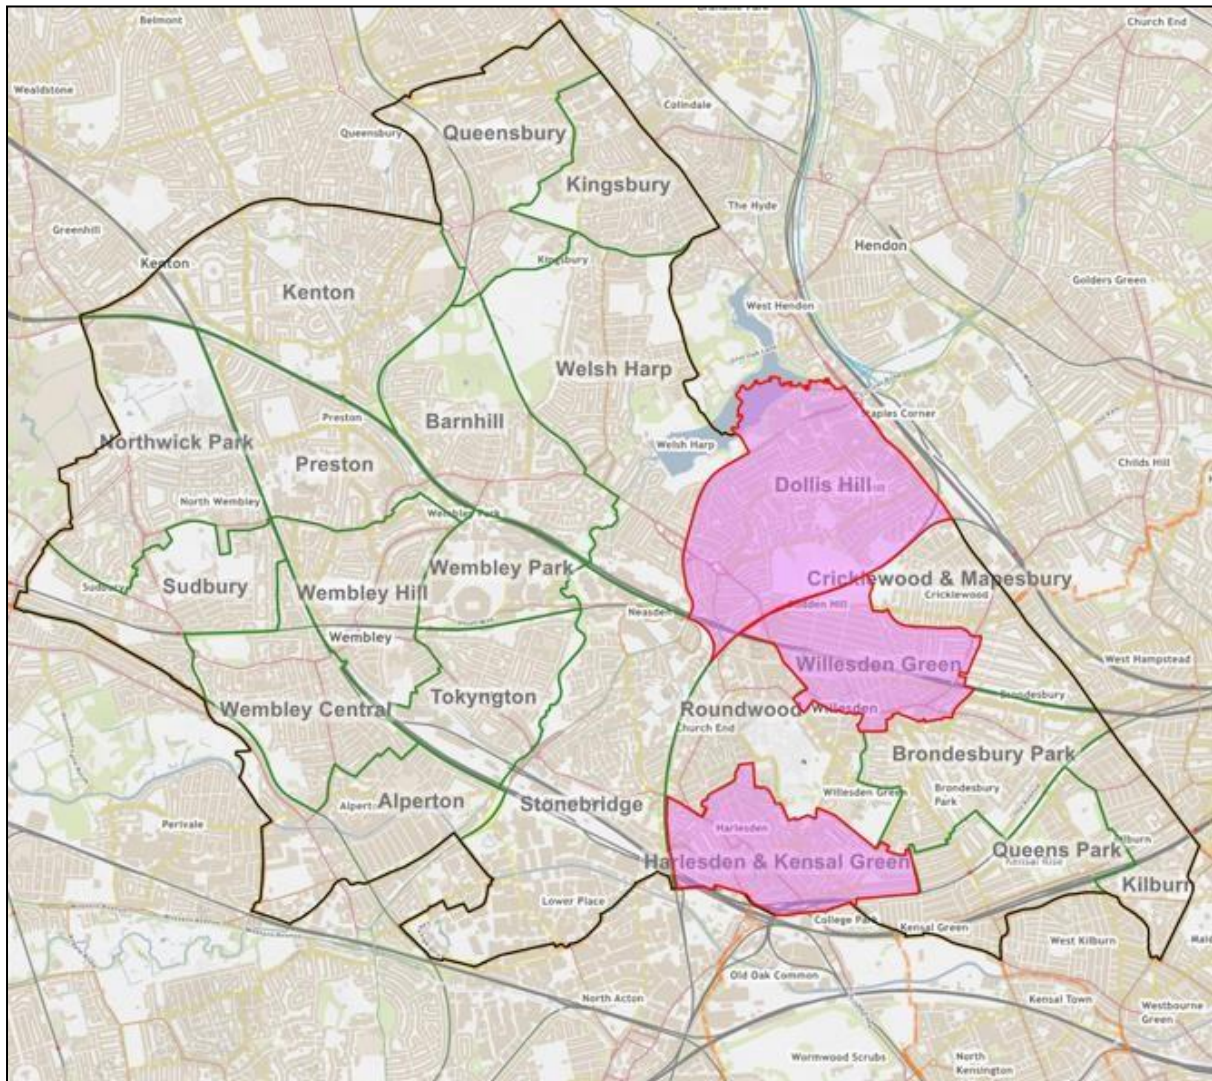 Belmont
Church End
Wealdstone
Colindale
Queensbury
Queensbury
Kingsbury
The Hyde
Greenhill
Hendon
Kenton
Kingsbury
Golders Green
Kenton
West Hendon
Welsh Harp
Staples Corner
Preston
Barnhill
Northwick Park
Welsh Harp
Preston
Childs Hill
Dollis Hill
North Wembley
Wembley Park
Wembley Park
Sudbury
Sudbury
Cricklewood & Mapesbury
Wembley Hill
Cricklewood
Neasden
Wembley
Willesden Green
West Hampstead
Tokyngton
Brondesbury
Wembley Central
Roundwood
Willesden
Church End
Brondesbury Park
Alperton
Alperton
Stonebridge
Willesden Green
Brondesbury
Park
Perivale
Harlesden
Queens Park
Kensal Rise
Harlesden & Kensal Green
Kilburn
Lower Place
College Park
Kensal Green
West Kilburn
Old Oak Common
North Acton
Kensal Town
Westbourne
Green
Wormwood Scrubs
North
Kensington